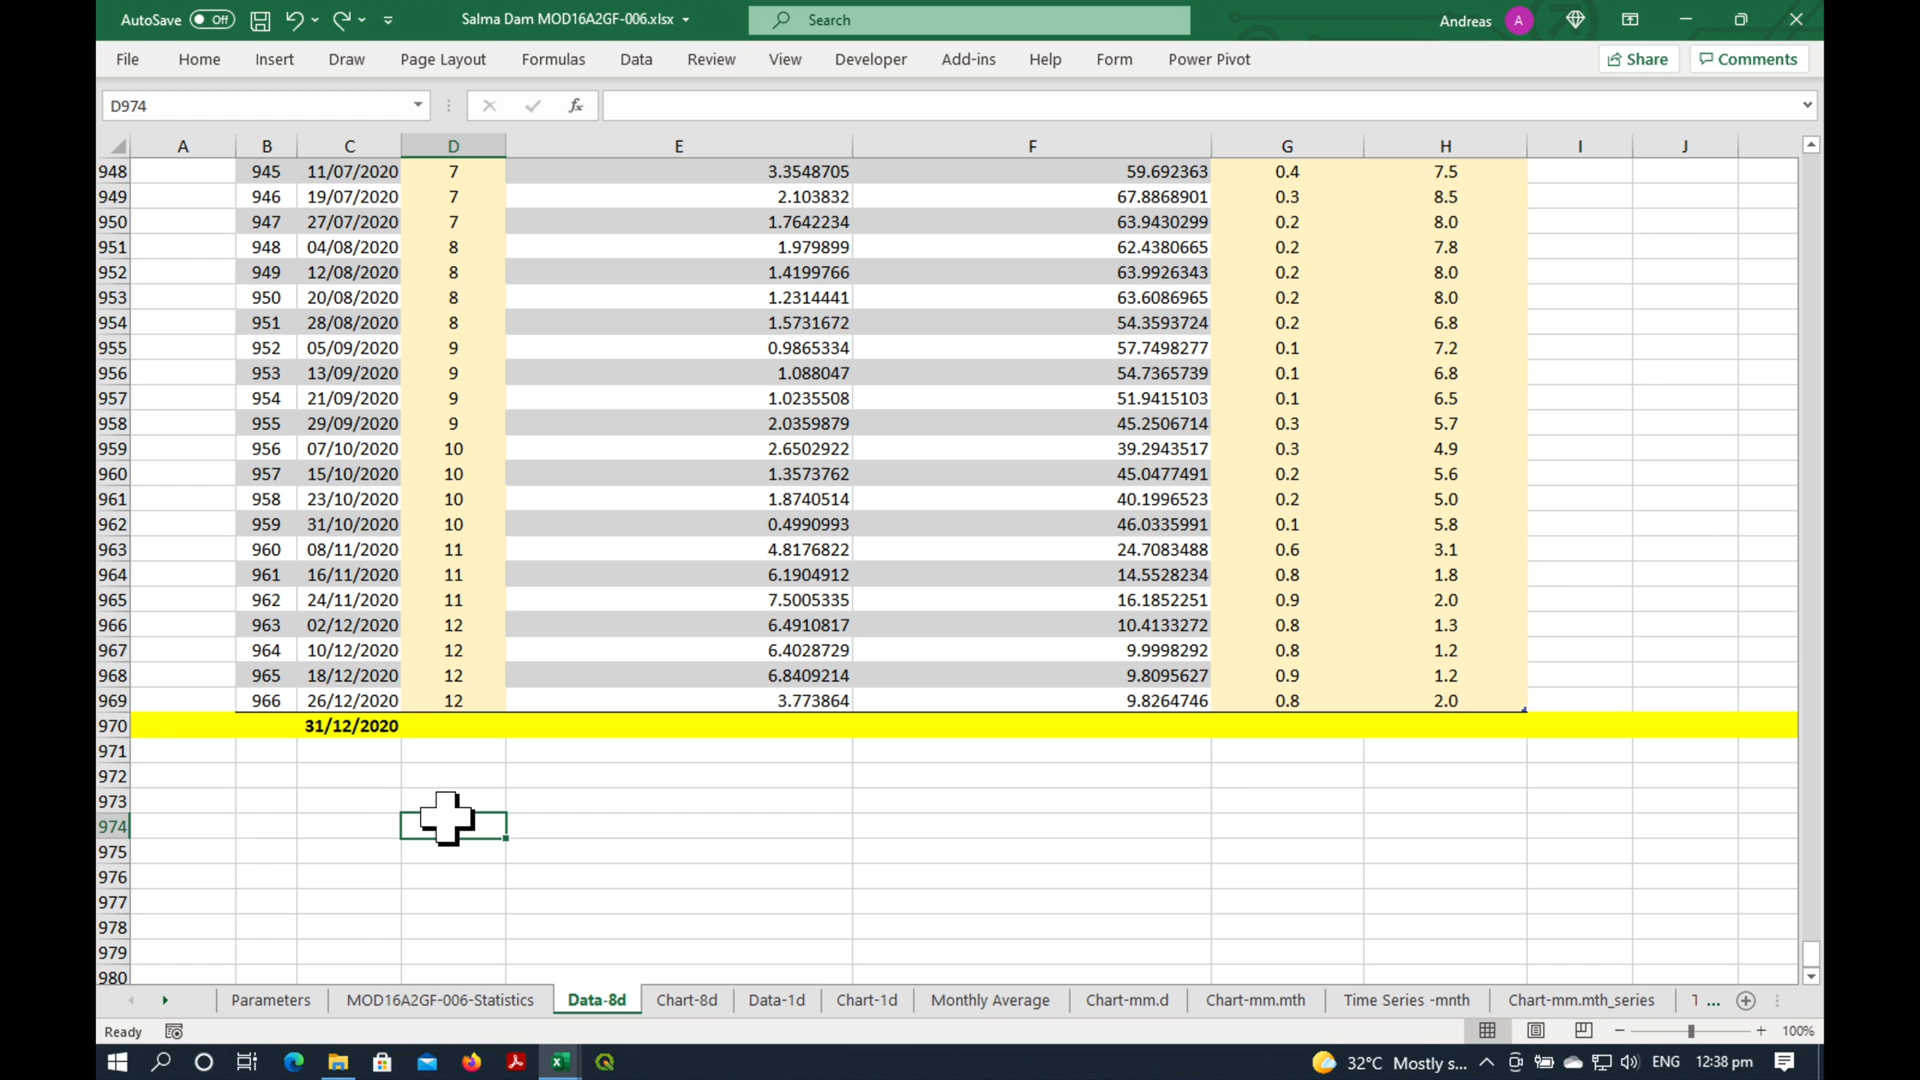 AutoSave Off Salma Dam MOD16A2GF-006.xlsx Search Andreas A
File Home Insert Draw Page Layout Formulas Data Review View Developer Add-ins Help Form Power Pivot Share Comments
D974 fx
A B C D E F G H I J
948 945 11/07/2020 7 3.3548705 59.692363 0.4 7.5
949 946 19/07/2020 7 2.103832 67.8868901 0.3 8.5
950 947 27/07/2020 7 1.7642234 63.9430299 0.2 8.0
951 948 04/08/2020 8 1.979899 62.4380665 0.2 7.8
952 949 12/08/2020 8 1.4199766 63.9926343 0.2 8.0
953 950 20/08/2020 8 1.2314441 63.6086965 0.2 8.0
954 951 28/08/2020 8 1.5731672 54.3593724 0.2 6.8
955 952 05/09/2020 9 0.9865334 57.7498277 0.1 7.2
956 953 13/09/2020 9 1.088047 54.7365739 0.1 6.8
957 954 21/09/2020 9 1.0235508 51.9415103 0.1 6.5
958 955 29/09/2020 9 2.0359879 45.2506714 0.3 5.7
959 956 07/10/2020 10 2.6502922 39.2943517 0.3 4.9
960 957 15/10/2020 10 1.3573762 45.0477491 0.2 5.6
961 958 23/10/2020 10 1.8740514 40.1996523 0.2 5.0
962 959 31/10/2020 10 0.4990993 46.0335991 0.1 5.8
963 960 08/11/2020 11 4.8176822 24.7083488 0.6 3.1
964 961 16/11/2020 11 6.1904912 14.5528234 0.8 1.8
965 962 24/11/2020 11 7.5005335 16.1852251 0.9 2.0
966 963 02/12/2020 12 6.4910817 10.4133272 0.8 1.3
967 964 10/12/2020 12 6.4028729 9.9998292 0.8 1.2
968 965 18/12/2020 12 6.8409214 9.8095627 0.9 1.2
969 966 26/12/2020 12 3.773864 9.8264746 0.8 2.0
970 31/12/2020
971
972
973
974
975
976
977
978
979
980
Parameters MOD16A2GF-006-Statistics Data-8d Chart-8d Data-1d Chart-1d Monthly Average Chart-mm.d Chart-mm.mth Time Series -mnth Chart-mm.mth_series T ...
Ready 100%
32°C Mostly s... ENG 12:38 pm